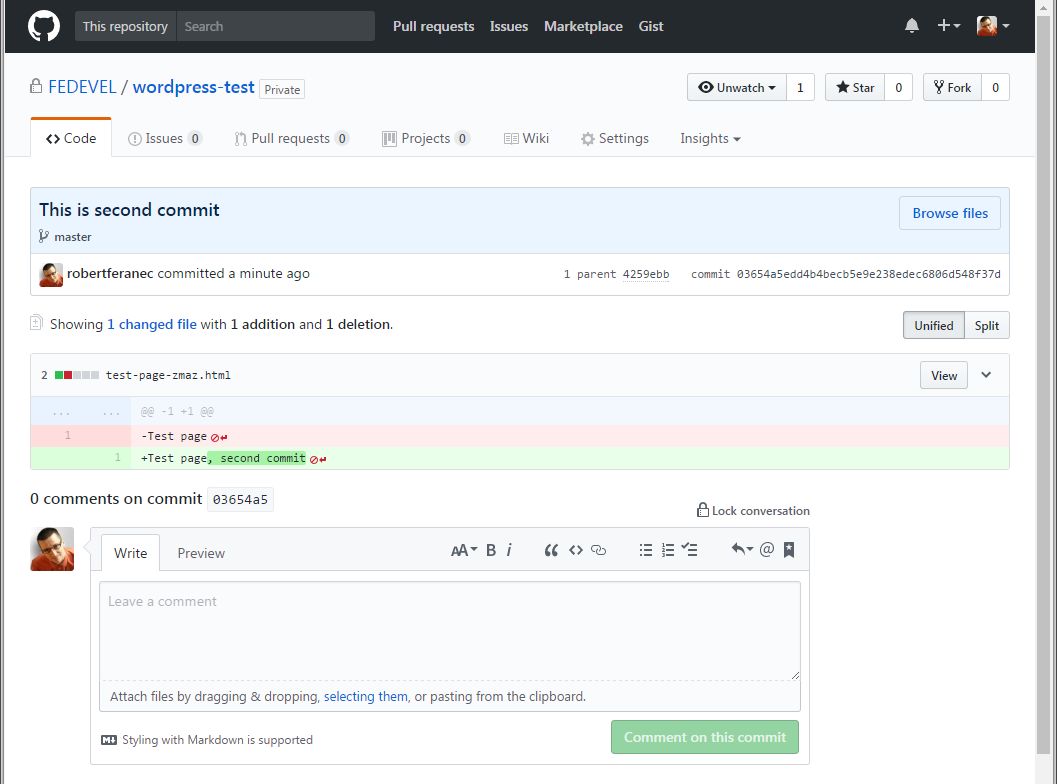 This repository Search Pull requests Issues Marketplace Gist
FEDEVEL / wordpress-test Private Unwatch 1 Star 0 Fork 0
Code Issues 0 Pull requests 0 Projects 0 Wiki Settings Insights
This is second commit Browse files
master
robertferanec committed a minute ago 1 parent 4259ebb commit 03654a5edd4b4becb5e9e238edec6806d548f37d
Showing 1 changed file with 1 addition and 1 deletion. Unified Split
2 test-page-zmaz.html View
... ... @@ -1 +1 @@
1 -Test page
1 +Test page, second commit
0 comments on commit 03654a5
Lock conversation
Write Preview AA B i
Leave a comment
Attach files by dragging & dropping, selecting them, or pasting from the clipboard.
Styling with Markdown is supported Comment on this commit